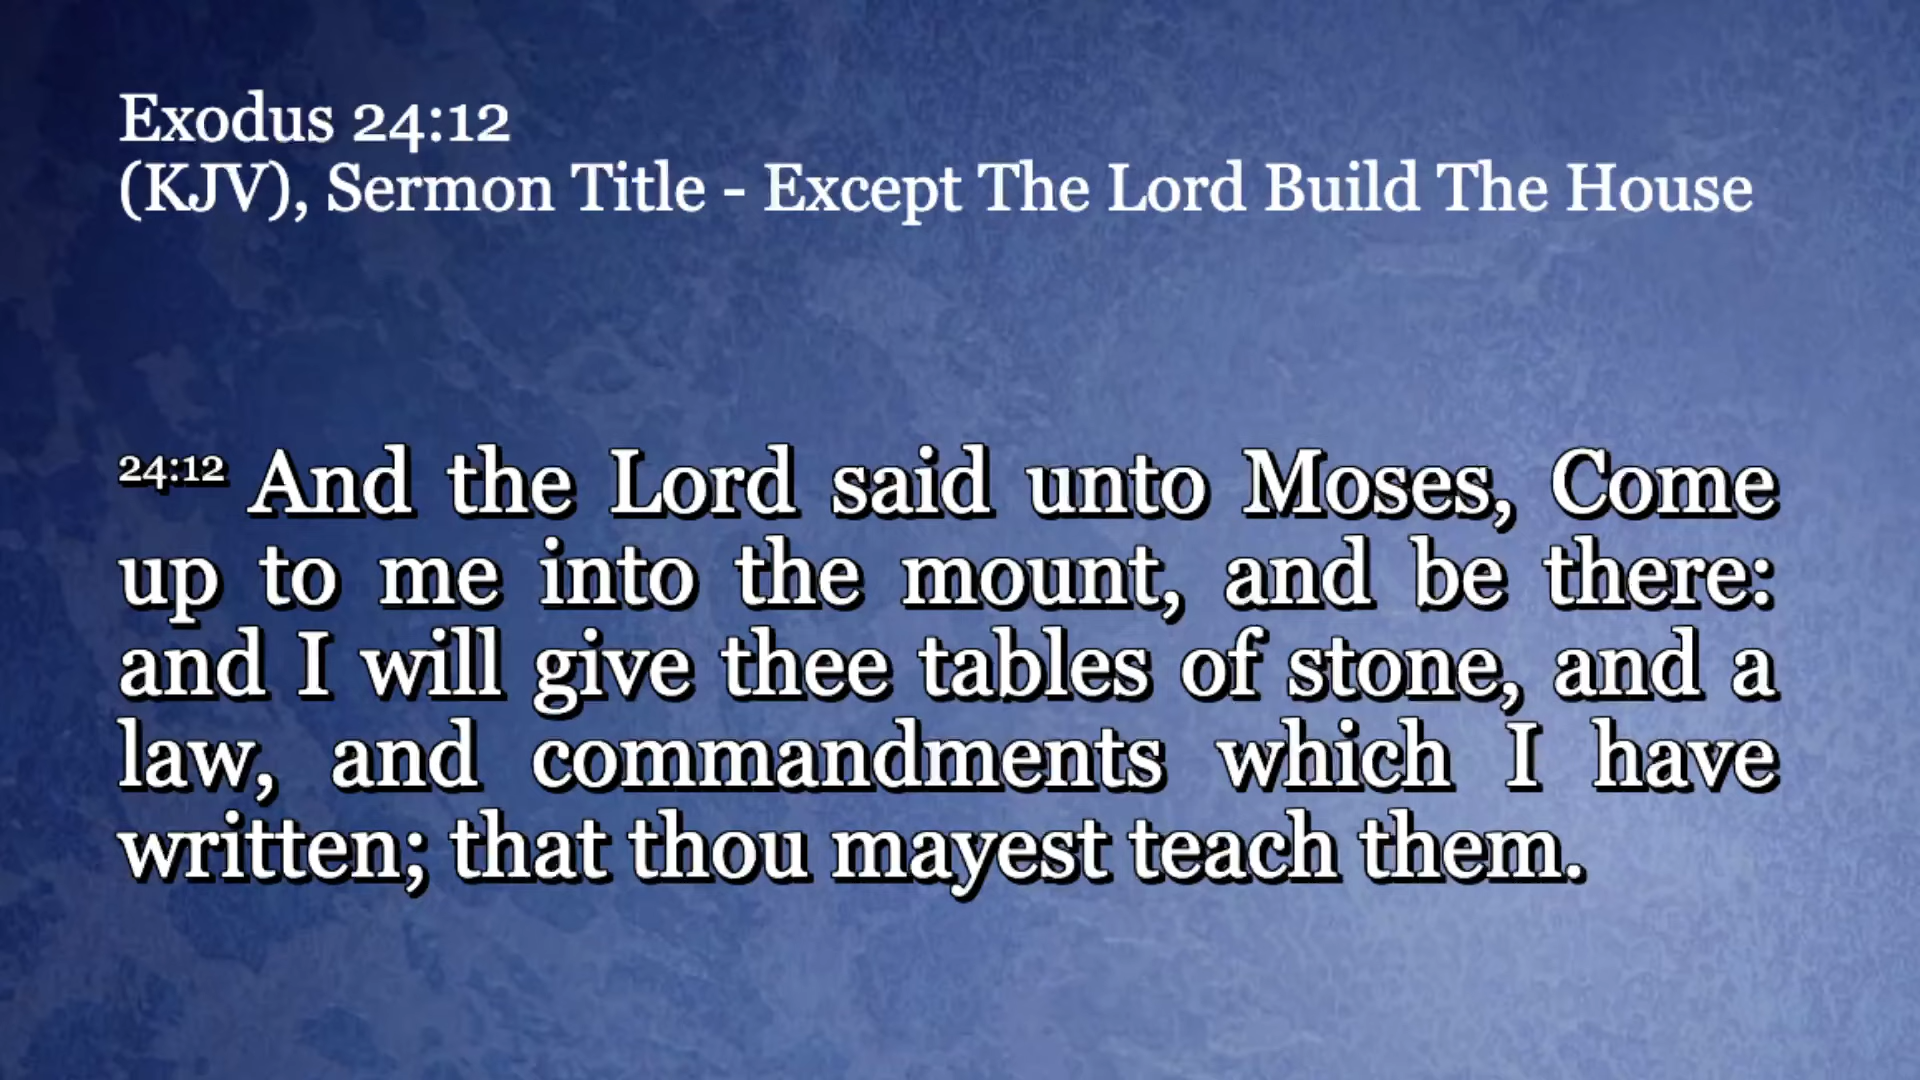 Exodus 24:12
(KJV), Sermon Title - Except The Lord Build The House
24:12 And the Lord said unto Moses, Come
up to me into the mount, and be there:
and I will give thee tables of stone, and a
law, and commandments which I have
written; that thou mayest teach them.